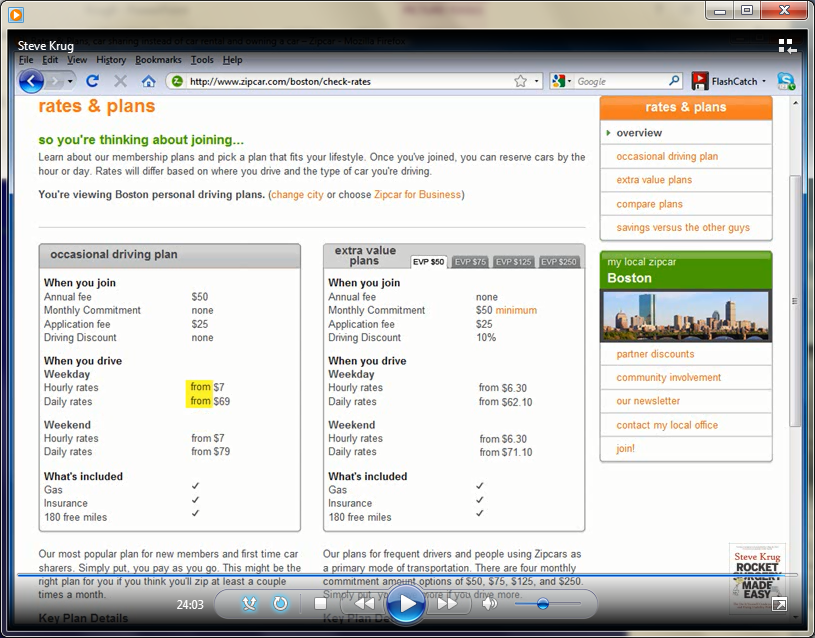 Steve Krug
File Edit View History Bookmarks Tools Help
http://www.zipcar.com/boston/check-rates
Google
FlashCatch
rates & plans
so you're thinking about joining...
Learn about our membership plans and pick a plan that fits your lifestyle. Once you've joined, you can reserve cars by the
hour or day. Rates will differ based on where you drive and the type of car you're driving.
You're viewing Boston personal driving plans. (change city or choose Zipcar for Business)
occasional driving plan
When you join
Annual fee $50
Monthly Commitment none
Application fee $25
Driving Discount none
When you drive
Weekday
Hourly rates from $7
Daily rates from $69
Weekend
Hourly rates from $7
Daily rates from $79
What's included
Gas
Insurance
180 free miles
Our most popular plan for new members and first time car
sharers. Simply put, you pay as you go. This might be the
right plan for you if you think you'll zip at least a couple
times a month.
Key Plan Details
extra value
plans
EVP $50 EVP $75 EVP $125 EVP $250
When you join
Annual fee none
Monthly Commitment $50 minimum
Application fee $25
Driving Discount 10%
When you drive
Weekday
Hourly rates from $6.30
Daily rates from $62.10
Weekend
Hourly rates from $6.30
Daily rates from $71.10
What's included
Gas
Insurance
180 free miles
Our plans for frequent drivers and people using Zipcars as
a primary mode of transportation. There are four monthly
commitment amount options of $50, $75, $125, and $250.
Simply put, you more if you drive more.
Key Plan Details
rates & plans
overview
occasional driving plan
extra value plans
compare plans
savings versus the other guys
my local zipcar
Boston
partner discounts
community involvement
our newsletter
contact my local office
join!
Steve Krug
ROCKET
SURGERY
MADE
EASY
24:03